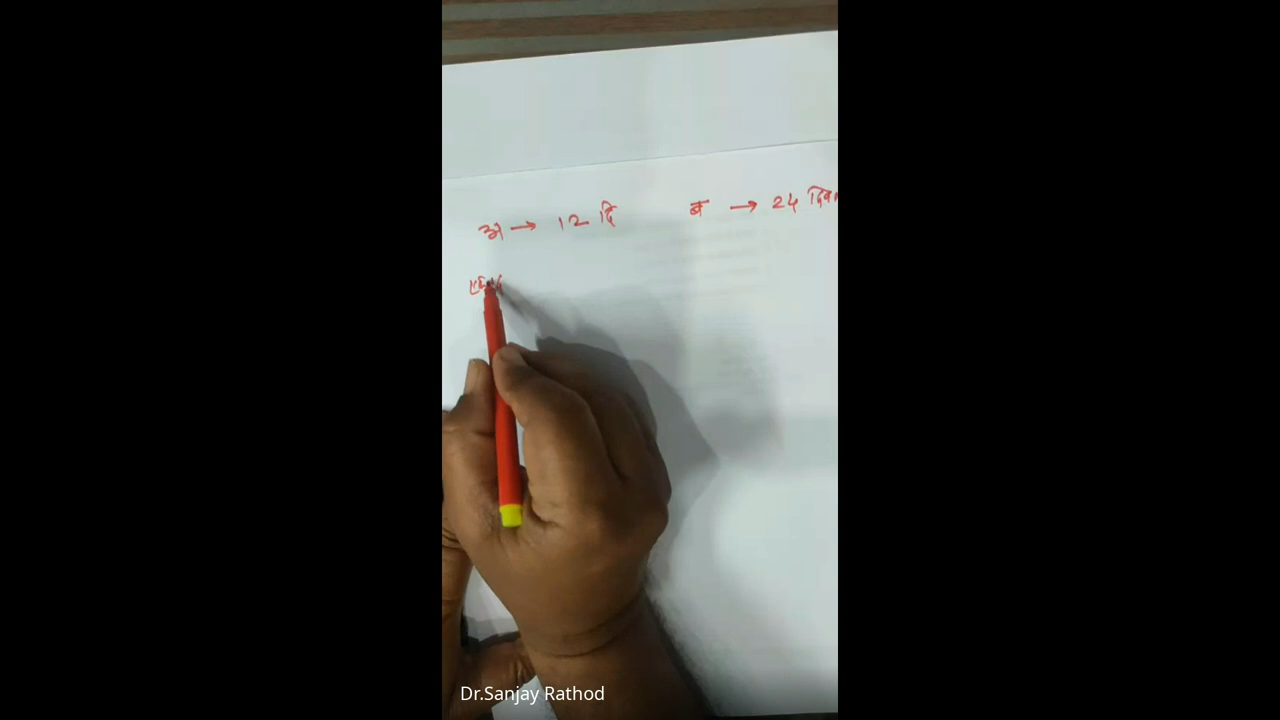 अ → 12 दि ब → 24 दिव
Dr.Sanjay Rathod